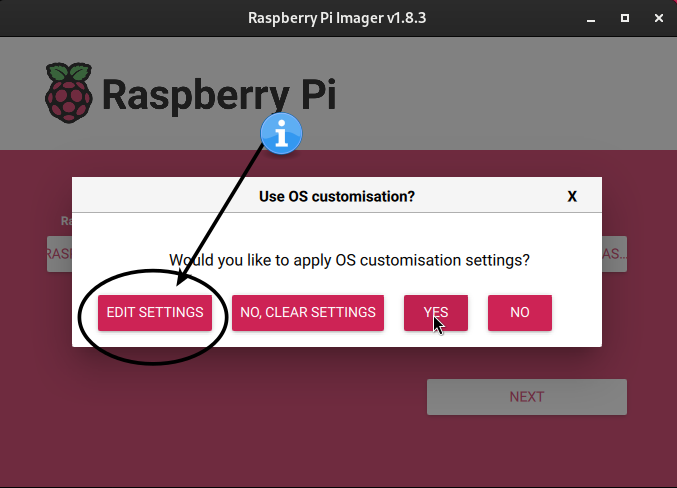 Raspberry Pi Imager v1.8.3
Raspberry Pi
i
Use OS customisation?
X
Ra
Would you like to apply OS customisation settings?
RASP
AS...
EDIT SETTINGS
NO, CLEAR SETTINGS
YES
NO
NEXT